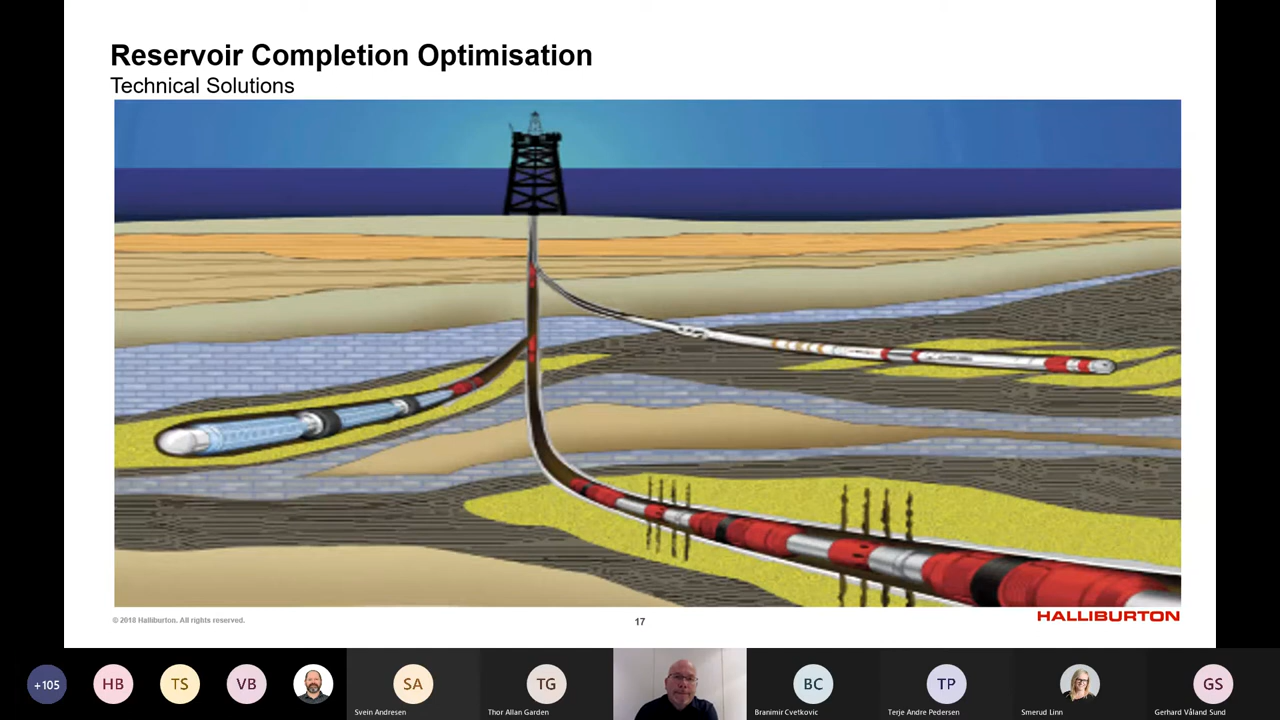 Reservoir Completion Optimisation
Technical Solutions
© 2018 Halliburton. All rights reserved.
17
HALLIBURTON
+105
HB
TS
VB
SA
Svein Andresen
TG
Thor Allan Garden
BC
Branimir Cvetkovic
TP
Terje Andre Pedersen
Smerud Linn
GS
Gerhard Våland Sund